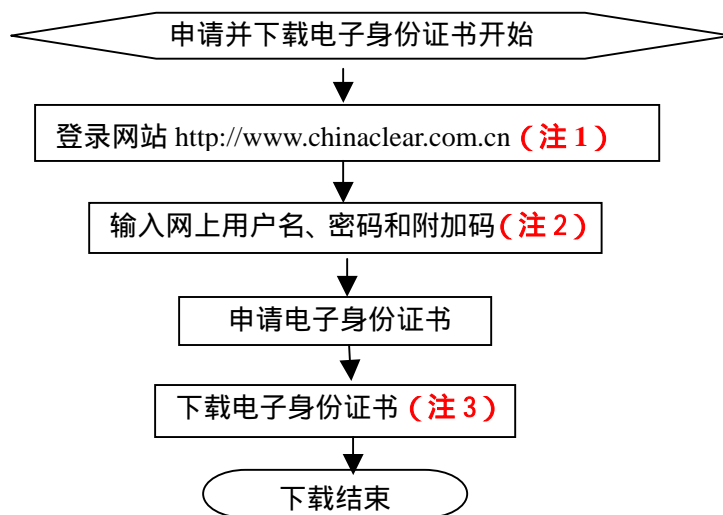 申请并下载电子身份证书开始
登录网站 http://www.chinaclear.com.cn（注 1）
输入网上用户名、密码和附加码（注 2）
申请电子身份证书
下载电子身份证书（注 3）
下载结束